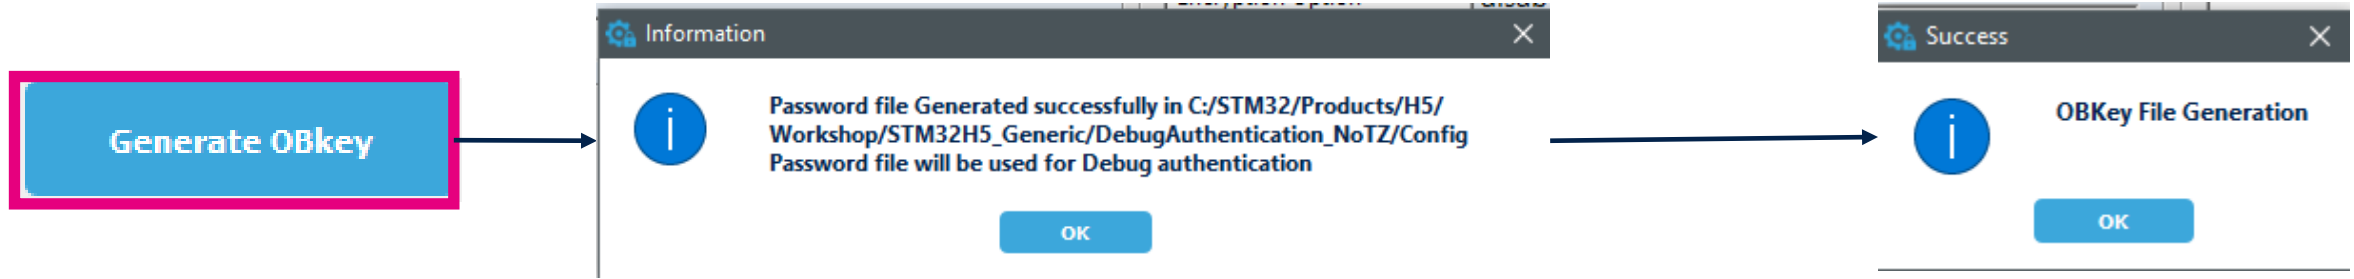 Generate OBkey
Information
Password file Generated successfully in C:/STM32/Products/H5/
Workshop/STM32H5_Generic/DebugAuthentication_NoTZ/Config
Password file will be used for Debug authentication
OK
Success
OBKey File Generation
OK